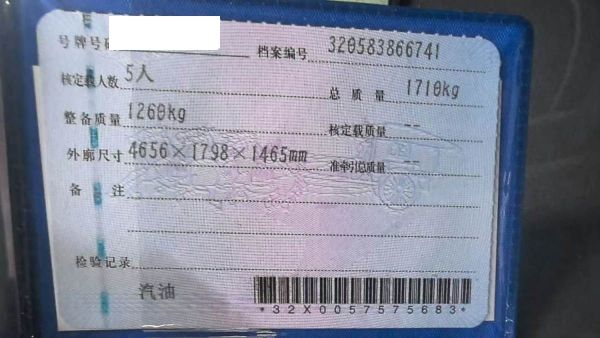 号牌号码 档案编号 320583866741
核定载人数 5人 总质量 1710kg
整备质量 1260kg 核定载质量 --
外廓尺寸 4656×1798×1465mm 准牵引总质量 --
备注
检验记录
汽油
*32X0057575683*